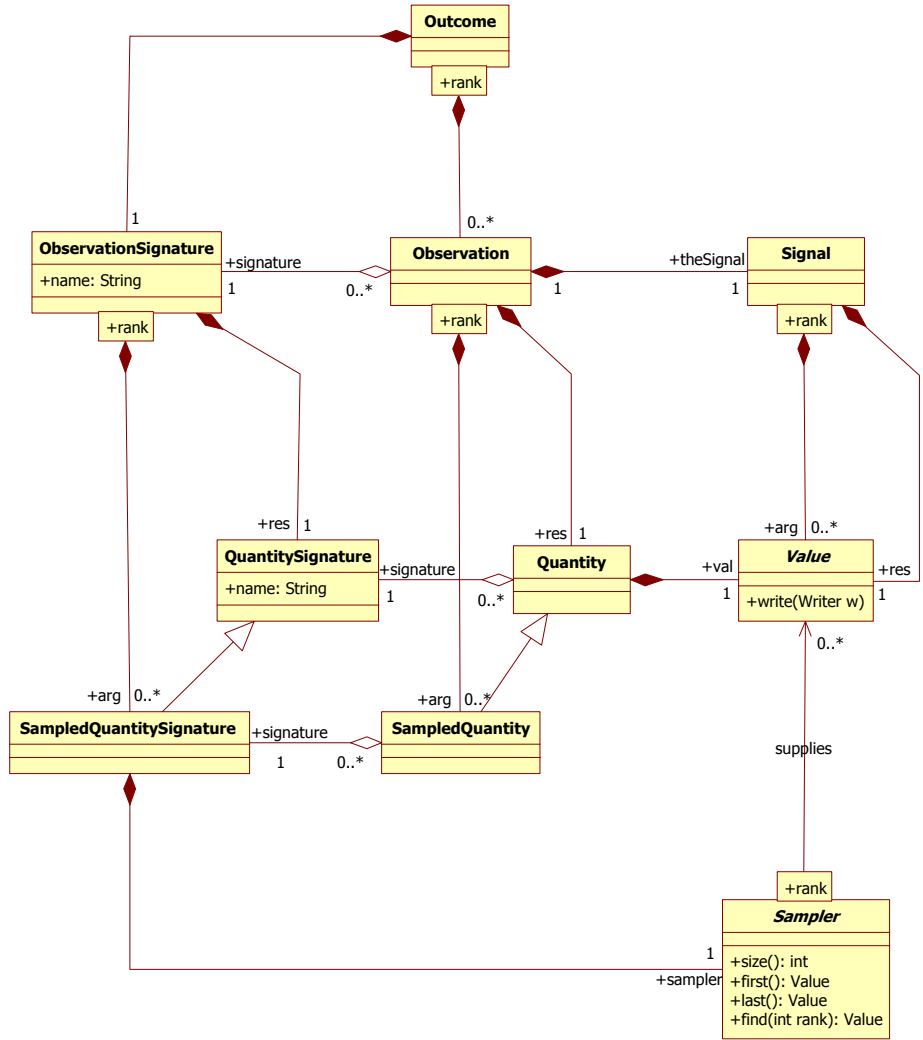 Outcome
+rank
1
0..*
ObservationSignature
+name: String
+rank
+signature
1
0..*
Observation
+rank
1
+theSignal
1
Signal
+rank
+res
1
+res
1
+arg
0..*
QuantitySignature
+name: String
+signature
1
0..*
Quantity
+val
1
Value
+write(Writer w)
+res
1
0..*
+arg
0..*
+arg
0..*
SampledQuantitySignature
+signature
1
0..*
SampledQuantity
supplies
+rank
Sampler
+size(): int
+first(): Value
+last(): Value
+find(int rank): Value
1
+sampler